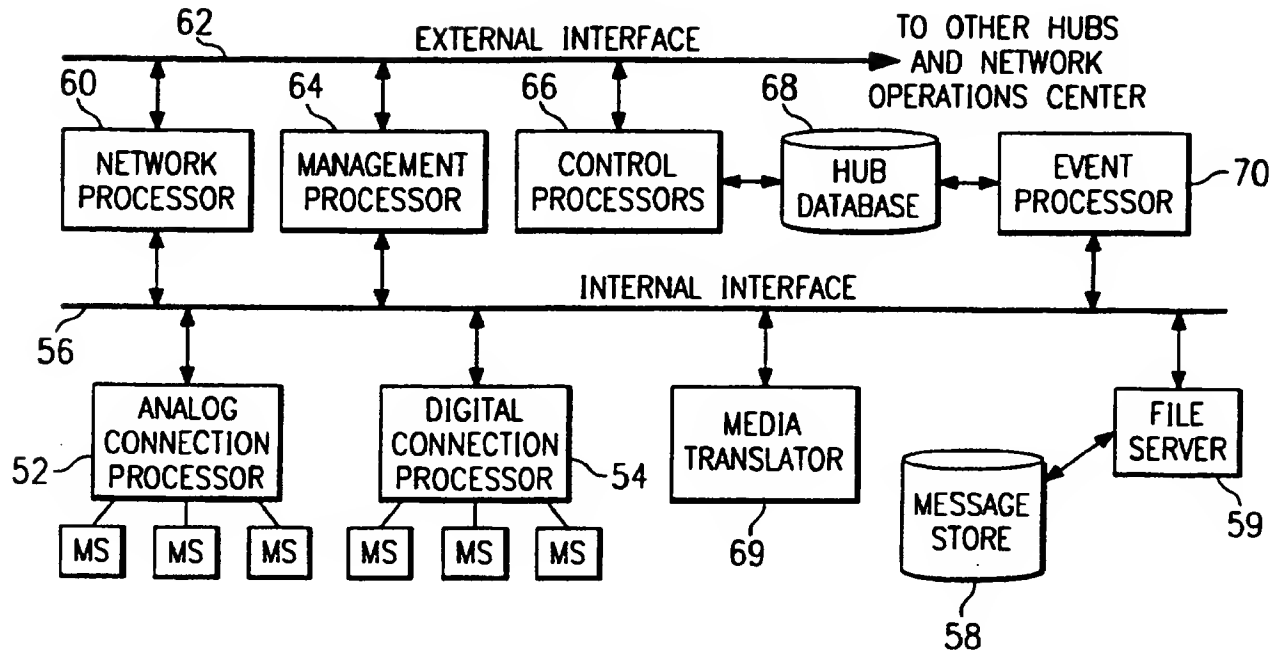 62
EXTERNAL INTERFACE
TO OTHER HUBS
AND NETWORK
OPERATIONS CENTER
60
64
66
68
NETWORK
PROCESSOR
MANAGEMENT
PROCESSOR
CONTROL
PROCESSORS
HUB
DATABASE
EVENT
PROCESSOR
70
INTERNAL INTERFACE
56
ANALOG
CONNECTION
PROCESSOR
52
DIGITAL
CONNECTION
PROCESSOR
54
MEDIA
TRANSLATOR
69
FILE
SERVER
59
MESSAGE
STORE
58
MS
MS
MS
MS
MS
MS